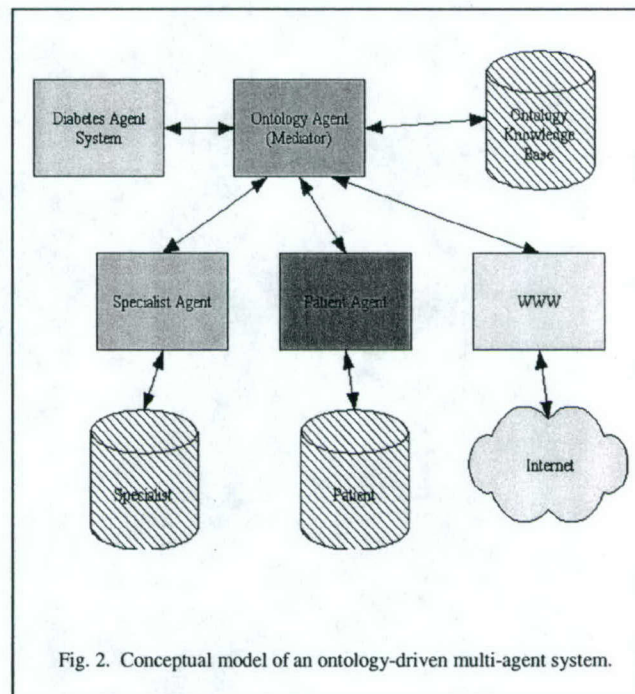 Diabetes Agent
System
Ontology Agent
(Mediator)
Ontology
Knowledge
Base
Specialist Agent
Patient Agent
WWW
Specialist
Patient
Internet
Fig. 2. Conceptual model of an ontology-driven multi-agent system.